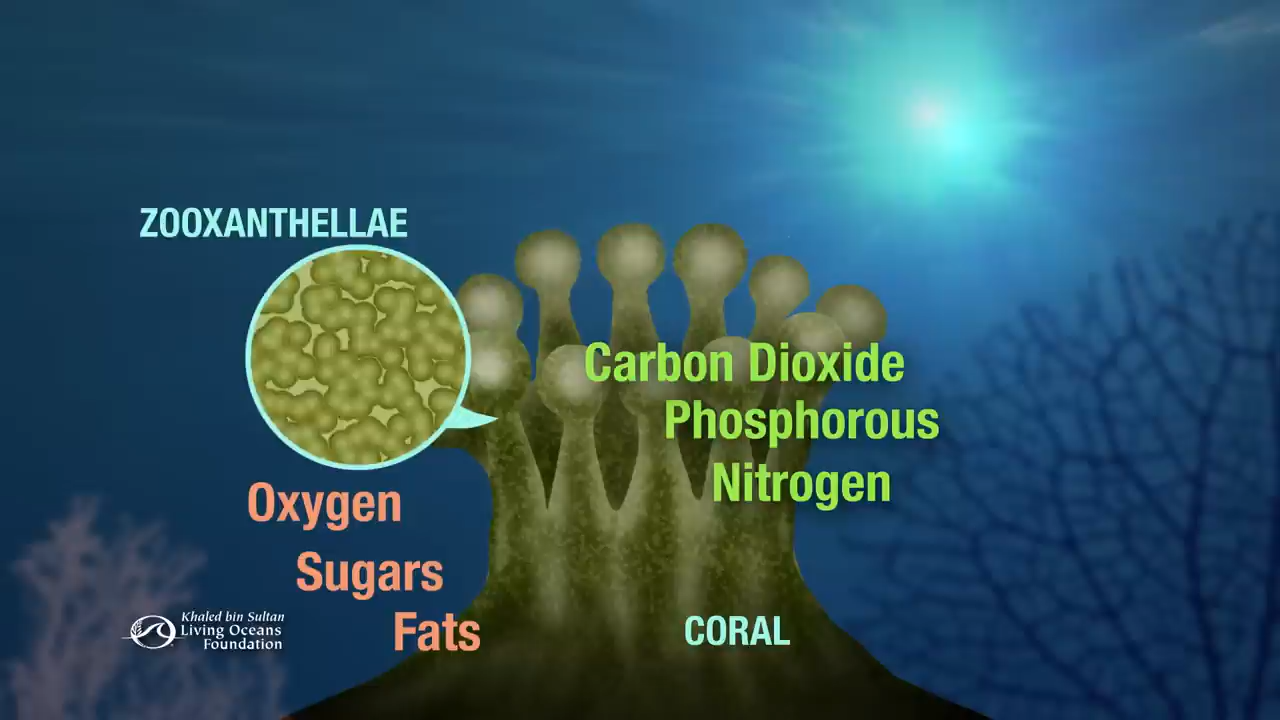 ZOOXANTHELLAE
Carbon Dioxide
Phosphorous
Nitrogen
Oxygen
Sugars
Fats
CORAL
Khaled bin Sultan
Living Oceans
Foundation